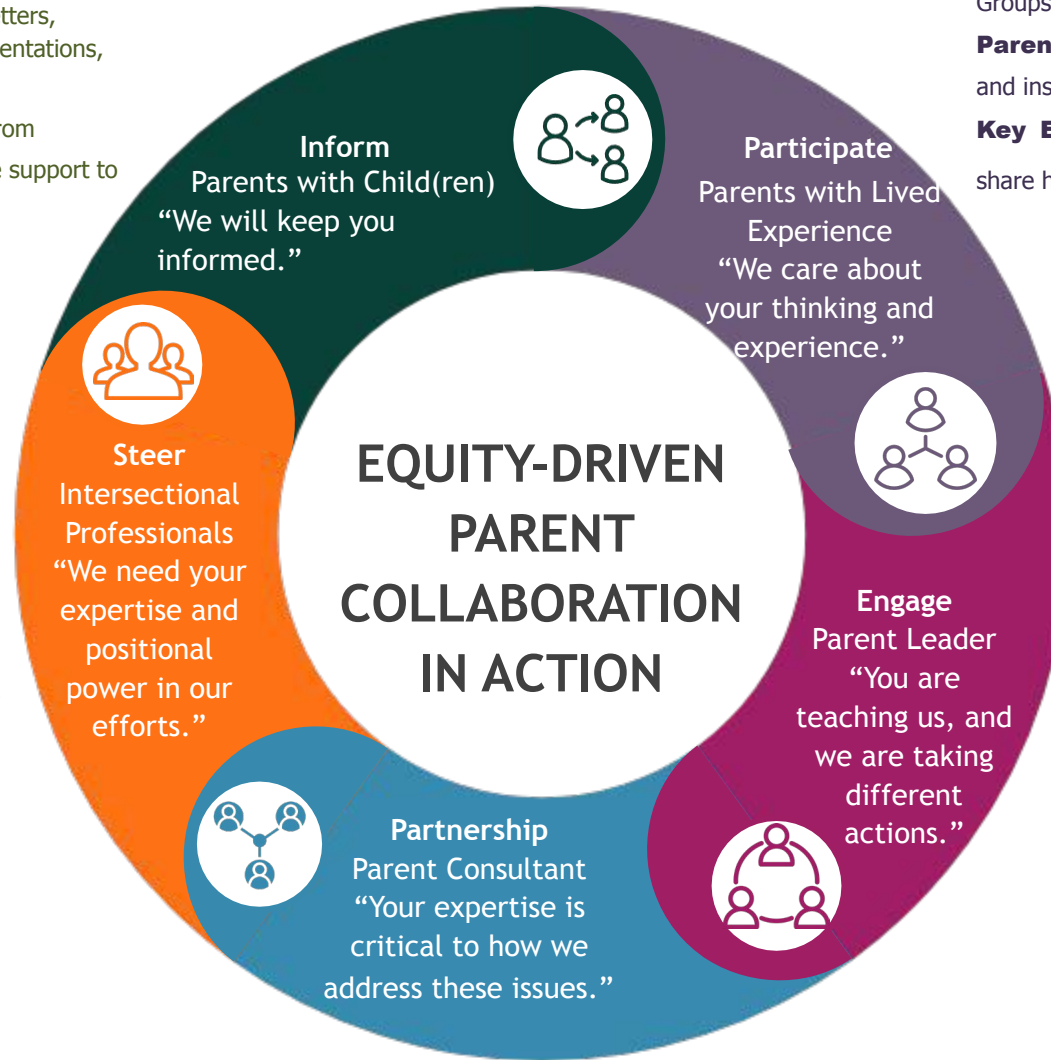 entations,
rom
support to
Groups
and ins
Key E
share h
Inform
Parents with Child(ren)
“We will keep you
informed.”
Participate
Parents with Lived
Experience
“We care about
your thinking and
experience.”
Engage
Parent Leader
“You are
teaching us, and
we are taking
different
actions.”
Partnership
Parent Consultant
“Your expertise is
critical to how we
address these issues.”
Steer
Intersectional
Professionals
“We need your
expertise and
positional
power in our
efforts.”
EQUITY-DRIVEN
PARENT
COLLABORATION
IN ACTION